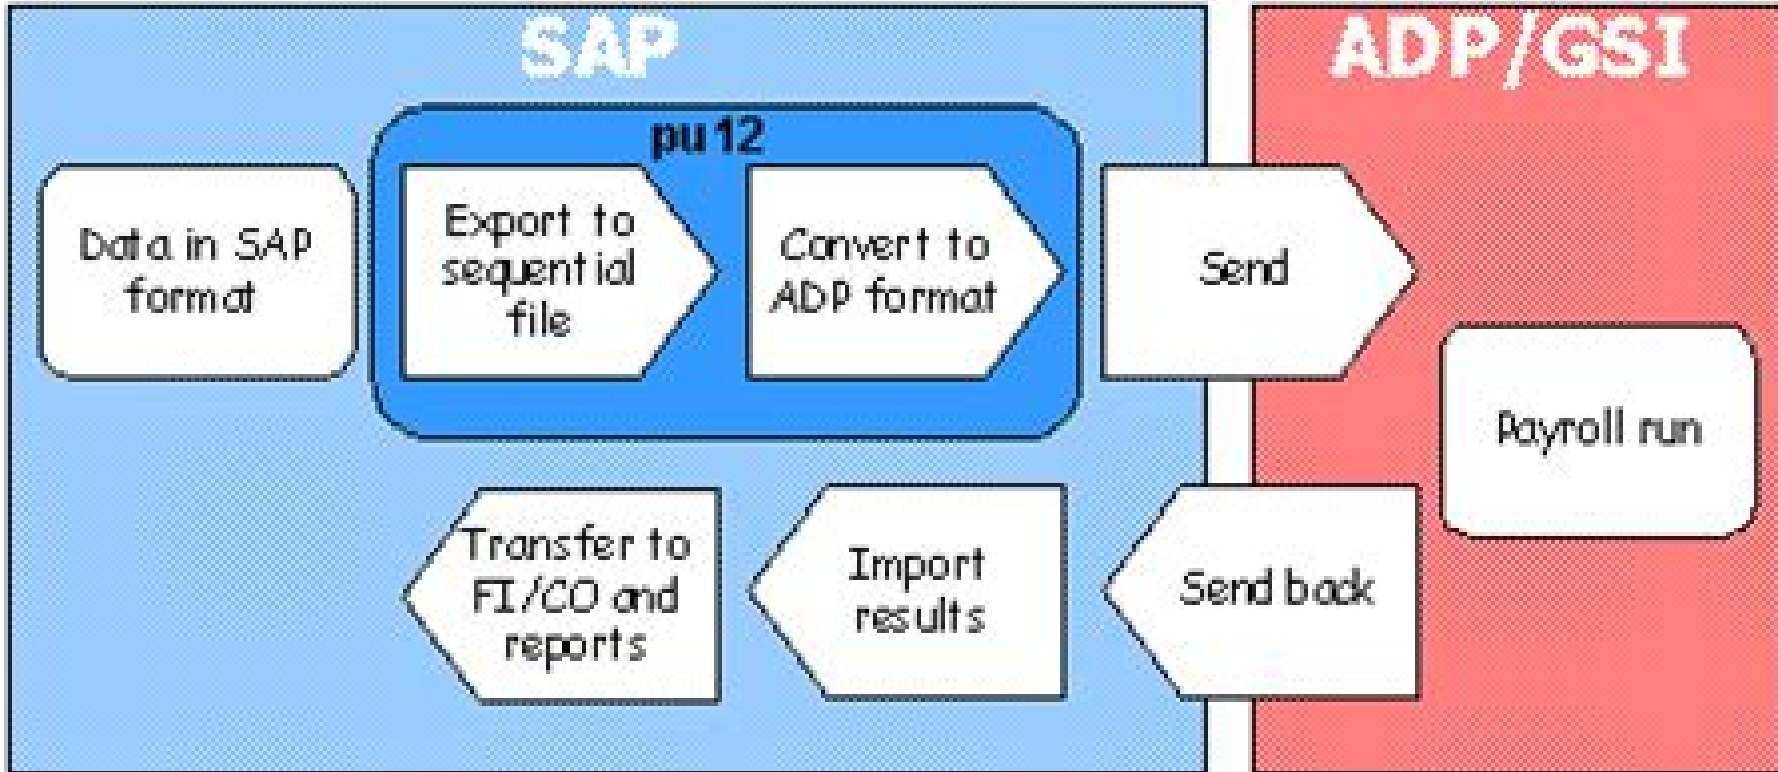 SAP
ADP/GSI
pu12
Data in SAP
format
Export to
sequential
file
Convert to
ADP format
Send
Payroll run
Transfer to
FI/CO and
reports
Import
results
Send back